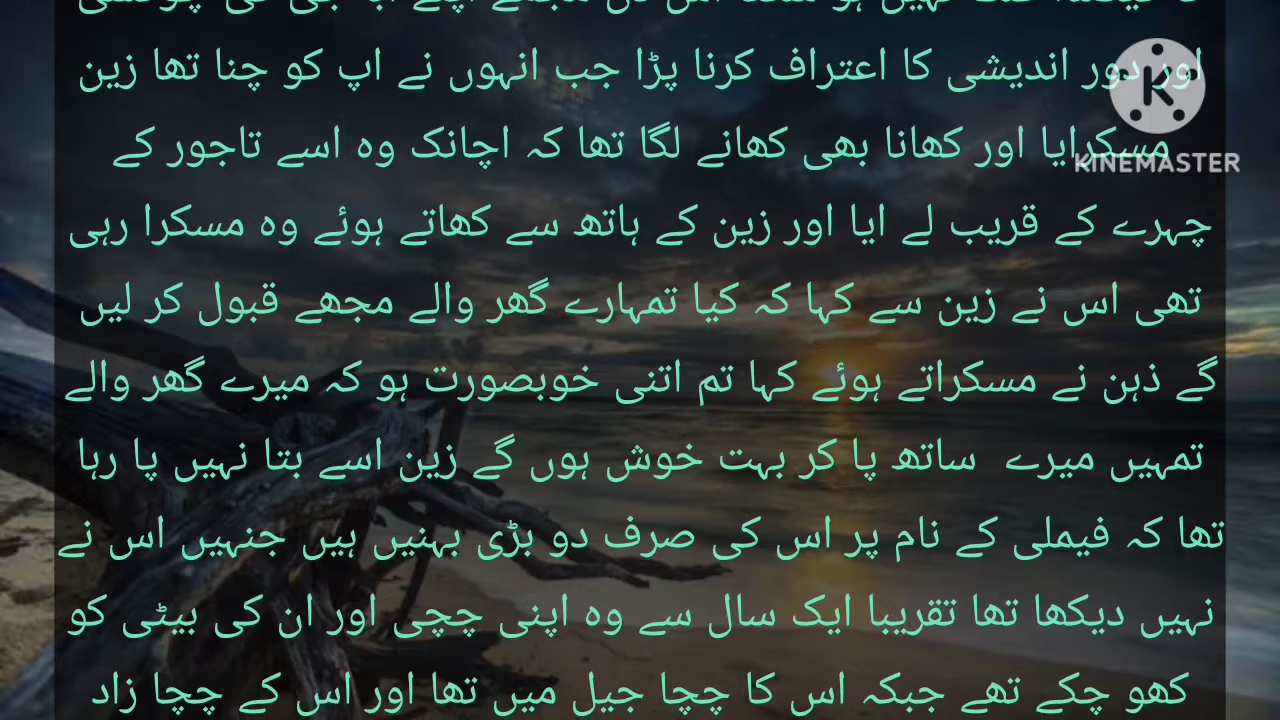 اور دور اندیشی کا اعتراف کرنا پڑا جب انہوں نے اپ کو چنا تھا زین
مسکرایا اور کھانا بھی کھانے لگا تھا کہ اچانک وہ اسے تاجور کے
چہرے کے قریب لے ایا اور زین کے ہاتھ سے کھاتے ہوئے وہ مسکرا رہی
تھی اس نے زین سے کہا کہ کیا تمہارے گھر والے مجھے قبول کر لیں
گے ذہن نے مسکراتے ہوئے کہا تم اتنی خوبصورت ہو کہ میرے گھر والے
تمہیں میرے ساتھ پا کر بہت خوش ہوں گے زین اسے بتا نہیں پا رہا
تھا کہ فیملی کے نام پر اس کی صرف دو بڑی بہنیں ہیں جنہیں اس نے
نہیں دیکھا تھا تقریبا ایک سال سے وہ اپنی چچی اور ان کی بیٹی کو
کھو چکے تھے جبکہ اس کا چچا جیل میں تھا اور اس کے چچا زاد
K
KINEMASTER